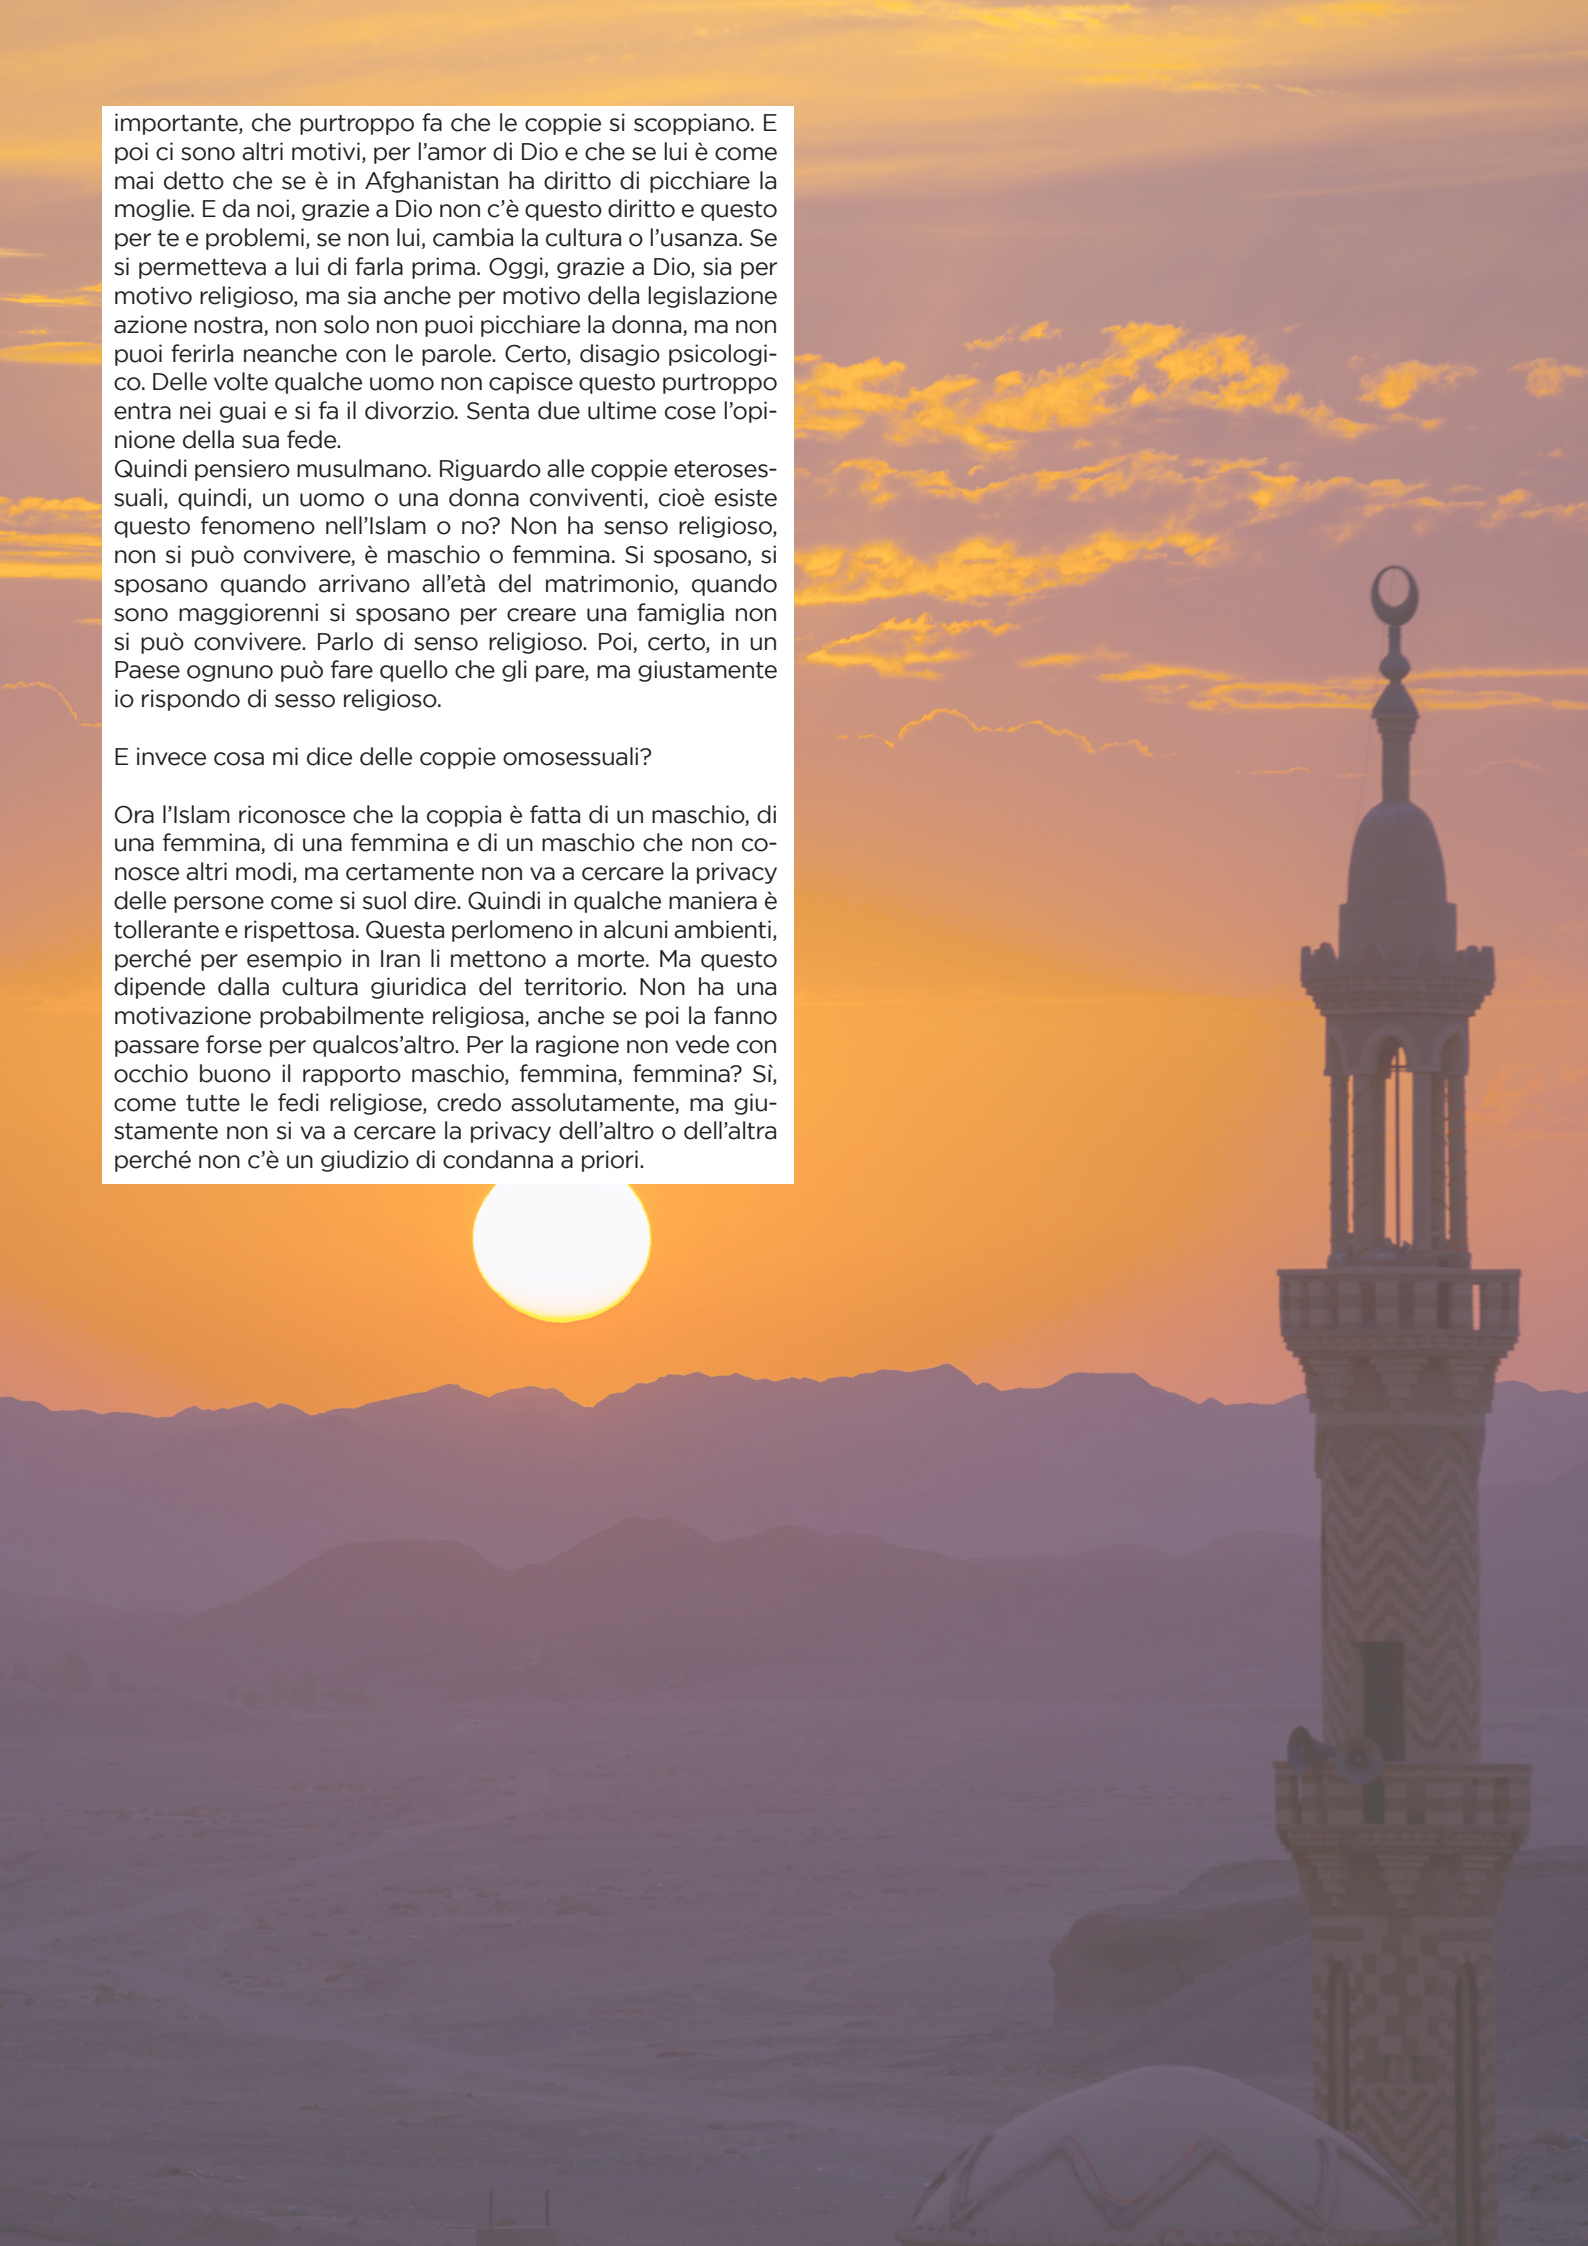 importante, che purtroppo fa che le coppie si scoppiano. E
poi ci sono altri motivi, per l’amor di Dio e che se lui è come
mai detto che se è in Afghanistan ha diritto di picchiare la
moglie. E da noi, grazie a Dio non c’è questo diritto e questo
per te e problemi, se non lui, cambia la cultura o l’usanza. Se
si permetteva a lui di farla prima. Oggi, grazie a Dio, sia per
motivo religioso, ma sia anche per motivo della legislazione
azione nostra, non solo non puoi picchiare la donna, ma non
puoi ferirla neanche con le parole. Certo, disagio psicologi-
co. Delle volte qualche uomo non capisce questo purtroppo
entra nei guai e si fa il divorzio. Senta due ultime cose l’opi-
nione della sua fede.
Quindi pensiero musulmano. Riguardo alle coppie eteroses-
suali, quindi, un uomo o una donna conviventi, cioè esiste
questo fenomeno nell’Islam o no? Non ha senso religioso,
non si può convivere, è maschio o femmina. Si sposano, si
sposano quando arrivano all’età del matrimonio, quando
sono maggiorenni si sposano per creare una famiglia non
si può convivere. Parlo di senso religioso. Poi, certo, in un
Paese ognuno può fare quello che gli pare, ma giustamente
io rispondo di sesso religioso.
E invece cosa mi dice delle coppie omosessuali?
Ora l’Islam riconosce che la coppia è fatta di un maschio, di
una femmina, di una femmina e di un maschio che non co-
nosce altri modi, ma certamente non va a cercare la privacy
delle persone come si suol dire. Quindi in qualche maniera è
tollerante e rispettosa. Questa perlomeno in alcuni ambienti,
perché per esempio in Iran li mettono a morte. Ma questo
dipende dalla cultura giuridica del territorio. Non ha una
motivazione probabilmente religiosa, anche se poi la fanno
passare forse per qualcos’altro. Per la ragione non vede con
occhio buono il rapporto maschio, femmina, femmina? Sì,
come tutte le fedi religiose, credo assolutamente, ma giu-
stamente non si va a cercare la privacy dell’altro o dell’altra
perché non c’è un giudizio di condanna a priori.